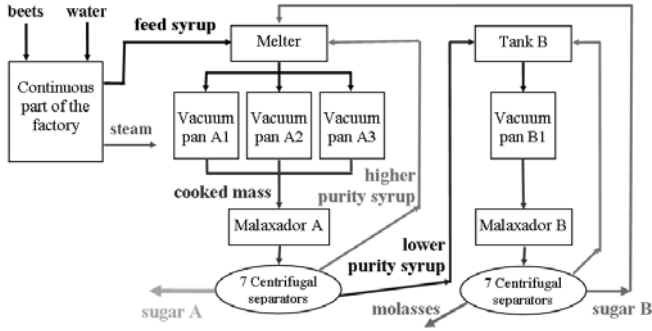 beets
water
feed syrup
Continuous
part of the
factory
steam
Melter
Vacuum
pan A1
Vacuum
pan A2
Vacuum
pan A3
cooked mass
higher
purity syrup
Malaxador A
7 Centrifugal
separators
sugar A
lower
purity syrup
Tank B
Vacuum
pan B1
Malaxador B
7 Centrifugal
separators
molasses
sugar B